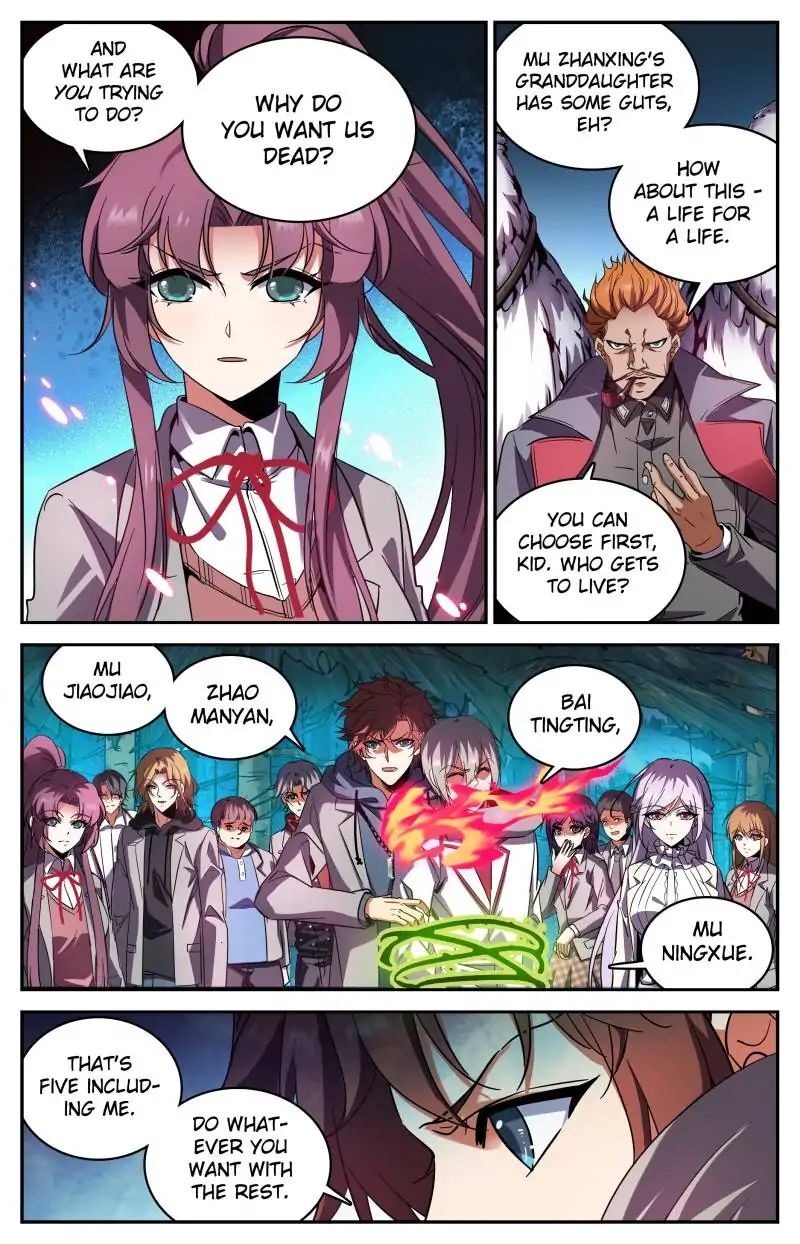 AND
WHAT ARE
YOU TRYING
TO DO?
WHY DO
YOU WANT US
DEAD?
MU ZHANXING'S
GRANDDAUGHTER
HAS SOME GUTS,
EH?
HOW
ABOUT THIS -
A LIFE FOR
A LIFE.
YOU CAN
CHOOSE FIRST,
KID. WHO GETS
TO LIVE?
MU
JIAOJIAO,
ZHAO
MANYAN,
BAI
TINGTING,
MU
NINGXUE.
THAT'S
FIVE INCLUD-
ING ME.
DO WHAT-
EVER YOU
WANT WITH
THE REST.